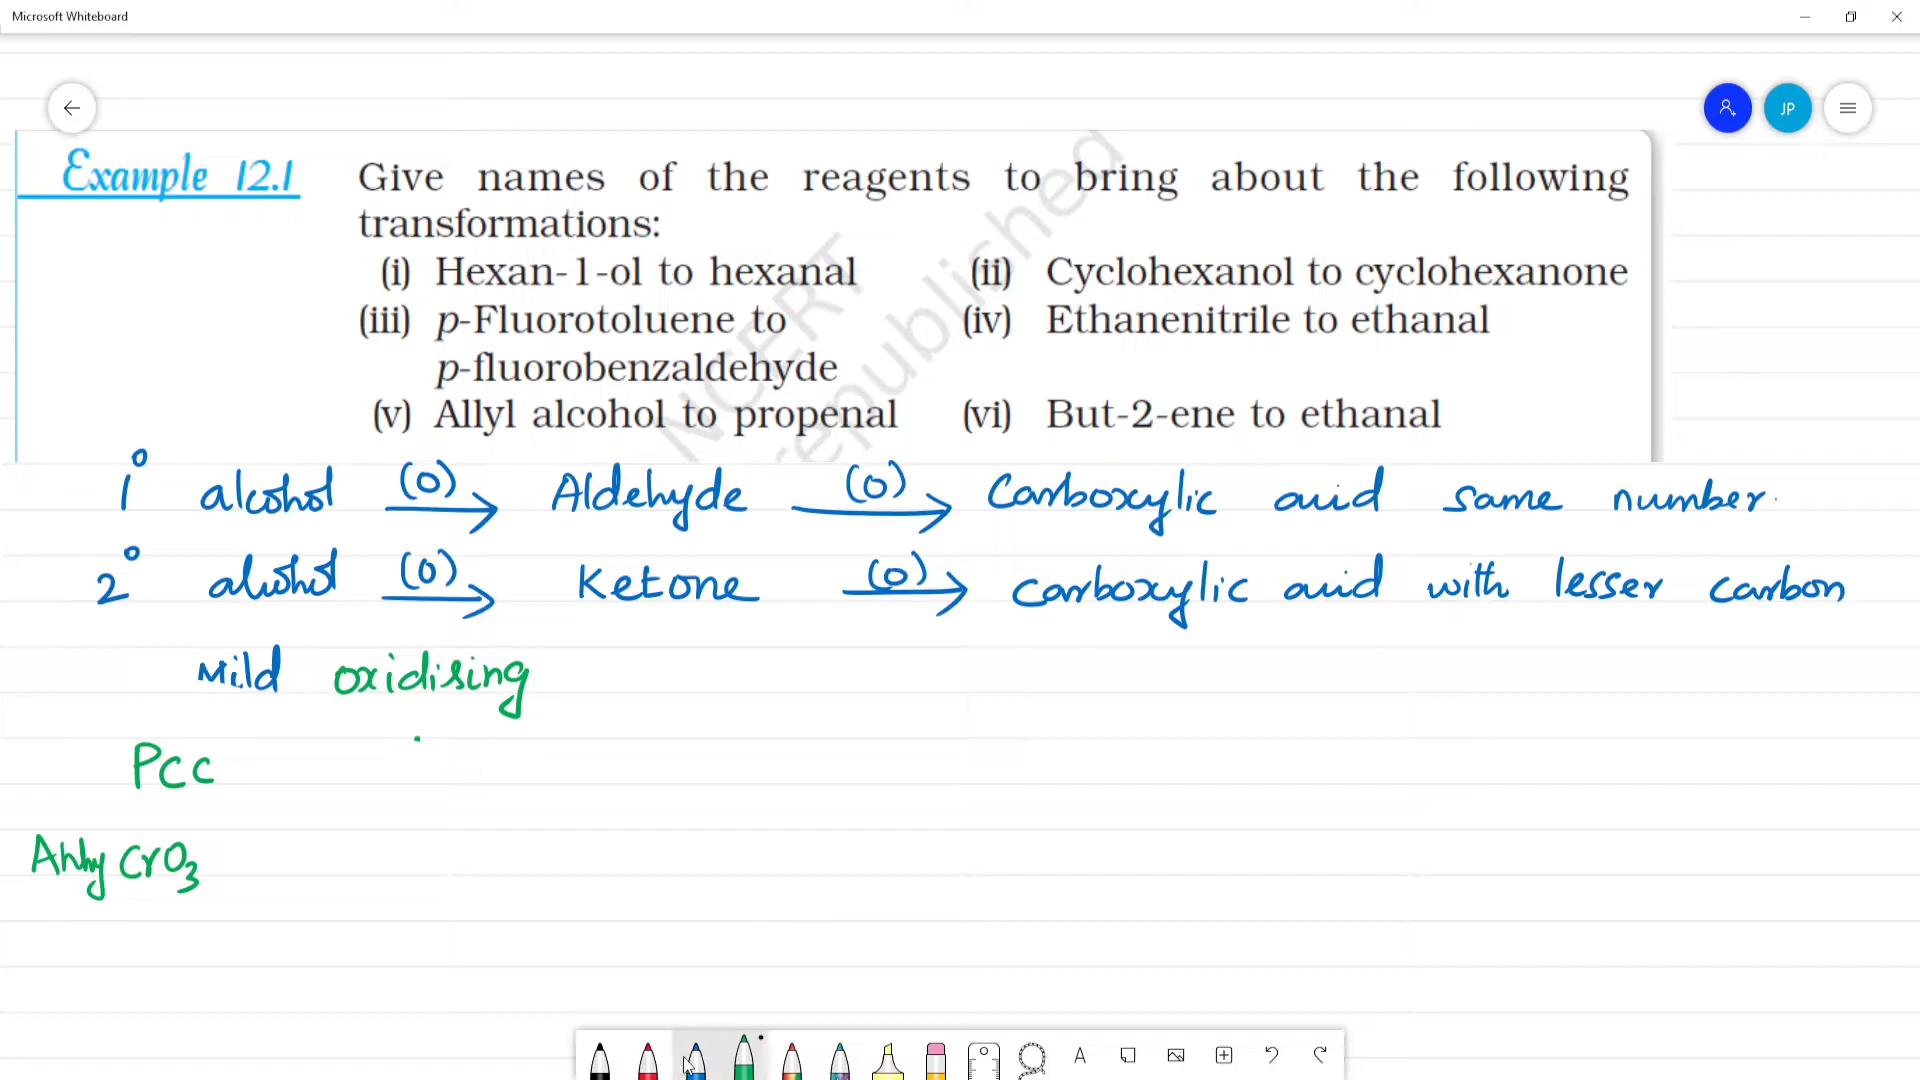 Microsoft Whiteboard
JP
Example 12.1 Give names of the reagents to bring about the following
transformations:
(i) Hexan-1-ol to hexanal (ii) Cyclohexanol to cyclohexanone
(iii) p-Fluorotoluene to (iv) Ethanenitrile to ethanal
p-fluorobenzaldehyde
(v) Allyl alcohol to propenal (vi) But-2-ene to ethanal
NCERT
republished
1° alcohol (O) → Aldehyde (O) → Carboxylic acid same number.
2° alcohol (O) → Ketone (O) → carboxylic acid with lesser carbon
Mild oxidising
PCC
Anhy CrO3
A